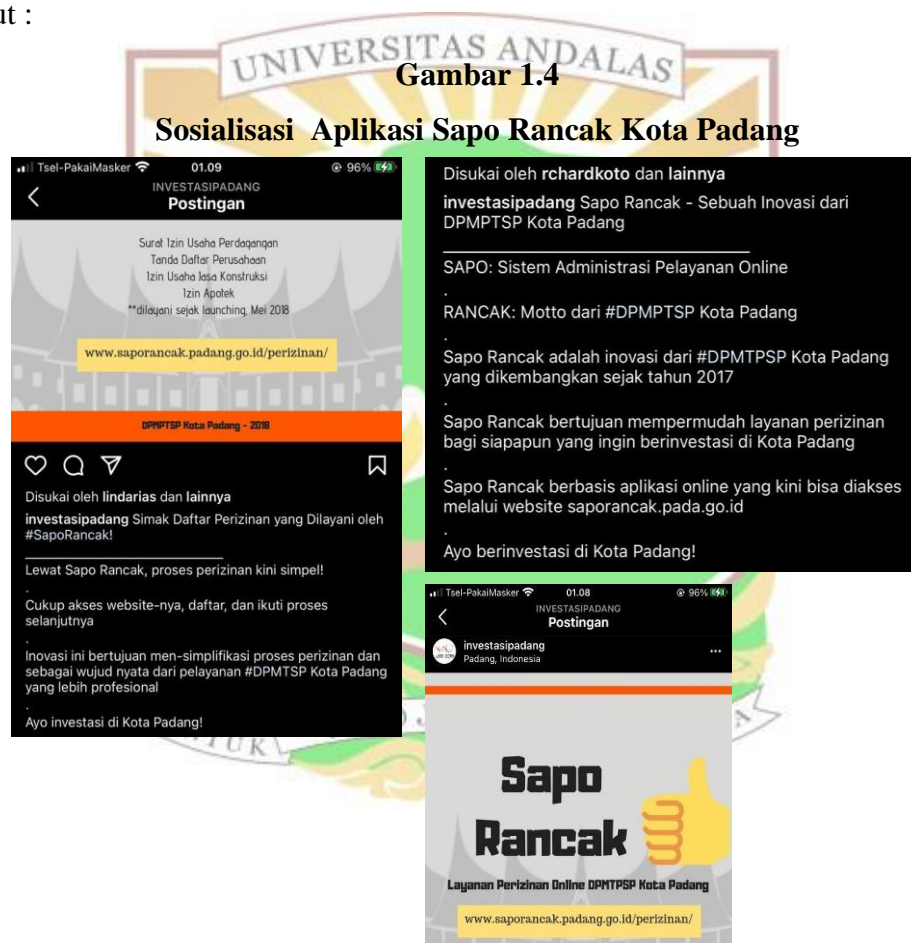 ut :
UNIVERSITAS ANDALAS
Gambar 1.4
Sosialisasi Aplikasi Sapo Rancak Kota Padang
Tsel-PakaiMasker 01.09 96%
INVESTASIPADANG
Postingan
Surat Izin Usaha Perdagangan
Tanda Daftar Perusahaan
Izin Usaha Jasa Konstruksi
Izin Apotek
**dilayani sejak launching, Mei 2018
www.saporancak.padang.go.id/perizinan/
DPMPTSP Kota Padang - 2018
Disukai oleh lindarias dan lainnya
investasipadang Simak Daftar Perizinan yang Dilayani oleh
#SapoRancak!
Lewat Sapo Rancak, proses perizinan kini simpel!
.
Cukup akses website-nya, daftar, dan ikuti proses
selanjutnya
.
Inovasi ini bertujuan men-simplifikasi proses perizinan dan
sebagai wujud nyata dari pelayanan #DPMTSP Kota Padang
yang lebih profesional
.
Ayo investasi di Kota Padang!
Disukai oleh rchardkoto dan lainnya
investasipadang Sapo Rancak - Sebuah Inovasi dari
DPMPTSP Kota Padang
SAPO: Sistem Administrasi Pelayanan Online
.
RANCAK: Motto dari #DPMPTSP Kota Padang
.
Sapo Rancak adalah inovasi dari #DPMTPSP Kota Padang
yang dikembangkan sejak tahun 2017
.
Sapo Rancak bertujuan mempermudah layanan perizinan
bagi siapapun yang ingin berinvestasi di Kota Padang
.
Sapo Rancak berbasis aplikasi online yang kini bisa diakses
melalui website saporancak.pada.go.id
.
Ayo berinvestasi di Kota Padang!
Tsel-PakaiMasker 01.08 96%
INVESTASIPADANG
Postingan
investasipadang
Padang, Indonesia
Sapo
Rancak
Layanan Perizinan Online DPMTPSP Kota Padang
www.saporancak.padang.go.id/perizinan/